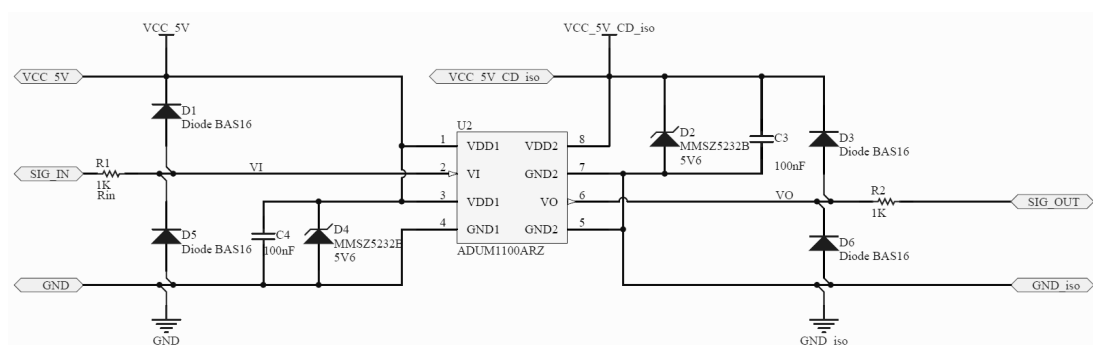 VCC_5V
VCC_5V_CD_iso
VCC_5V
VCC_5V_CD_iso
D1
Diode BAS16
U2
D2
MMSZ5232B
5V6
C3
100nF
D3
Diode BAS16
1
VDD1
VDD2
8
R1
1K
Rin
SIG_IN
VI
2
VI
GND2
7
3
VDD1
VO
6
VO
R2
1K
SIG_OUT
D5
Diode BAS16
C4
100nF
D4
MMSZ5232B
5V6
4
GND1
GND2
5
ADUM1100ARZ
D6
Diode BAS16
GND
GND_iso
GND
GND_iso